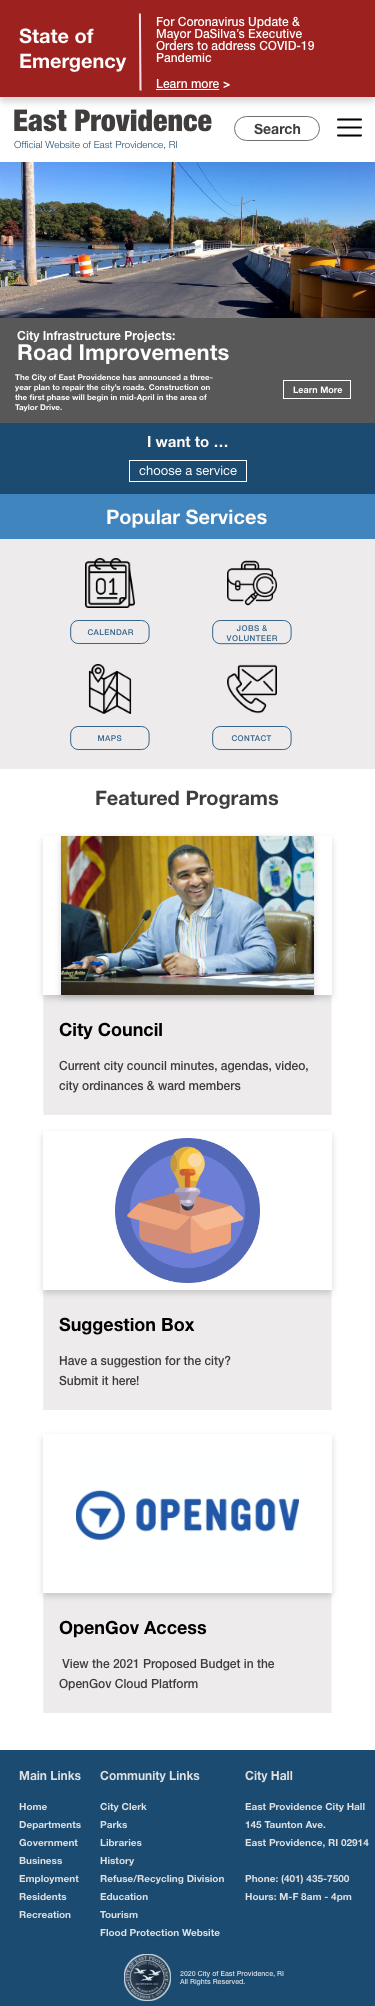 State of
Emergency
For Coronavirus Update &
Mayor DaSilva's Executive
Orders to address COVID-19
Pandemic
Learn more >
East Providence
Official Website of East Providence, RI
Search
City Infrastructure Projects:
Road Improvements
The City of East Providence has announced a three-
year plan to repair the city's roads. Construction on
the first phase will begin in mid-April in the area of
Taylor Drive.
Learn More
I want to ...
choose a service
Popular Services
01
CALENDAR
JOBS &
VOLUNTEER
MAPS
CONTACT
Featured Programs
City Council
Current city council minutes, agendas, video,
city ordinances & ward members
Suggestion Box
Have a suggestion for the city?
Submit it here!
OPENGOV
OpenGov Access
View the 2021 Proposed Budget in the
OpenGov Cloud Platform
Main Links
Home
Departments
Government
Business
Employment
Residents
Recreation
Community Links
City Clerk
Parks
Libraries
History
Refuse/Recycling Division
Education
Tourism
Flood Protection Website
City Hall
East Providence City Hall
145 Taunton Ave.
East Providence, RI 02914
Phone: (401) 435-7500
Hours: M-F 8am - 4pm
2020 City of East Providence, RI
All Rights Reserved.